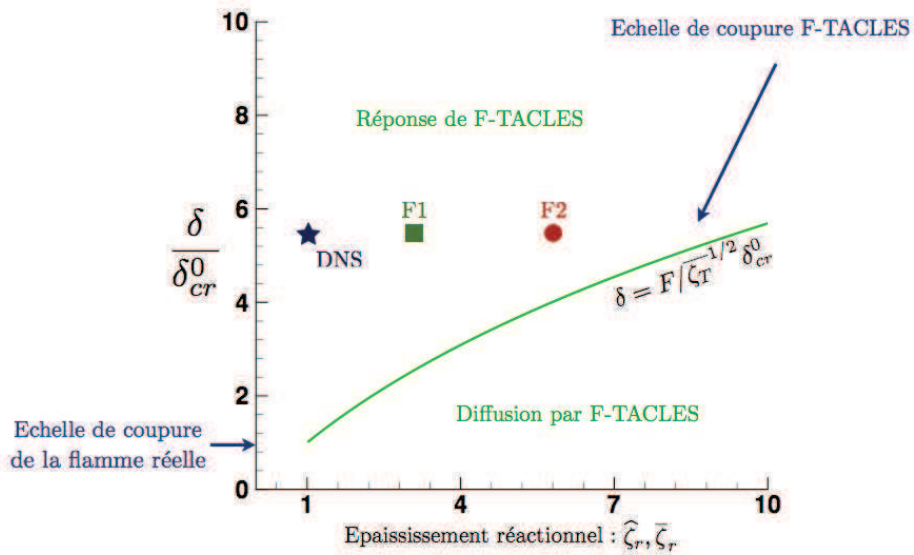 10
Echelle de coupure F-TACLES
8
Réponse de F-TACLES
6
F1
F2
DNS
δ / δ⁰cr
δ = F/ζ̅_T^{1/2} δ⁰cr
4
2
Diffusion par F-TACLES
Echelle de coupure
de la flamme réelle
0
1 4 7 10
Epaississement réactionnel : ζ̂r, ζ̅r